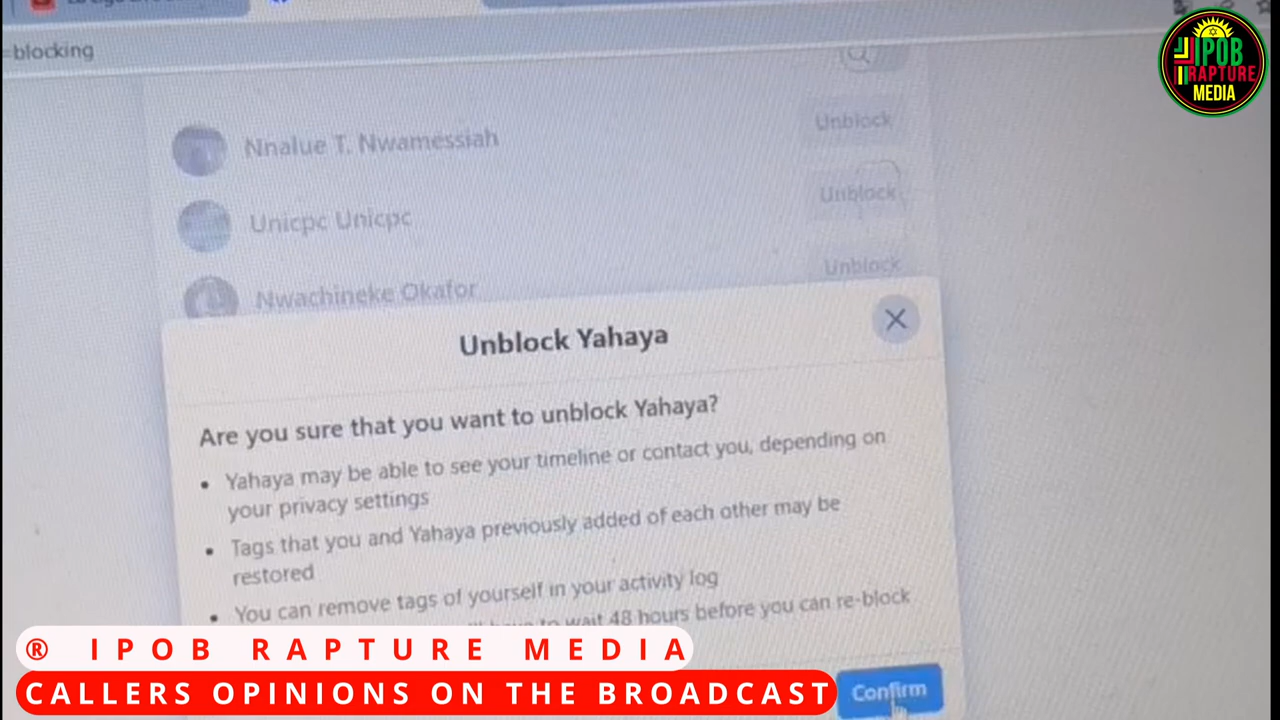 =blocking
IPOB
RAPTURE
MEDIA
Nnalue T. Nwamessiah
Unblock
Unicpc Unicpc
Unblock
Nwachineke Okafor
Unblock
Unblock Yahaya
Are you sure that you want to unblock Yahaya?
• Yahaya may be able to see your timeline or contact you, depending on
your privacy settings
• Tags that you and Yahaya previously added of each other may be
restored
• You can remove tags of yourself in your activity log
to wait 48 hours before you can re-block
® IPOB RAPTURE MEDIA
CALLERS OPINIONS ON THE BROADCAST
Confirm